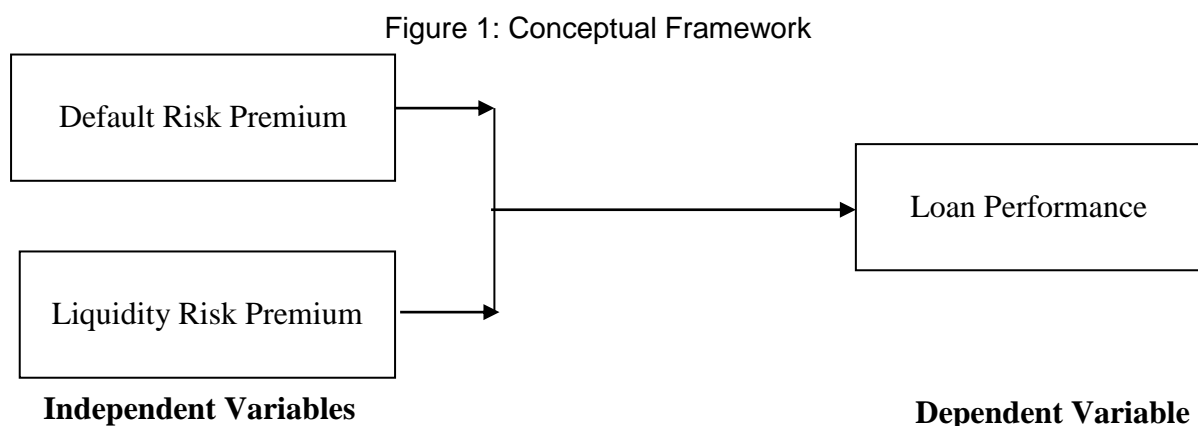 Figure 1: Conceptual Framework
Default Risk Premium
Loan Performance
Liquidity Risk Premium
Independent Variables
Dependent Variable